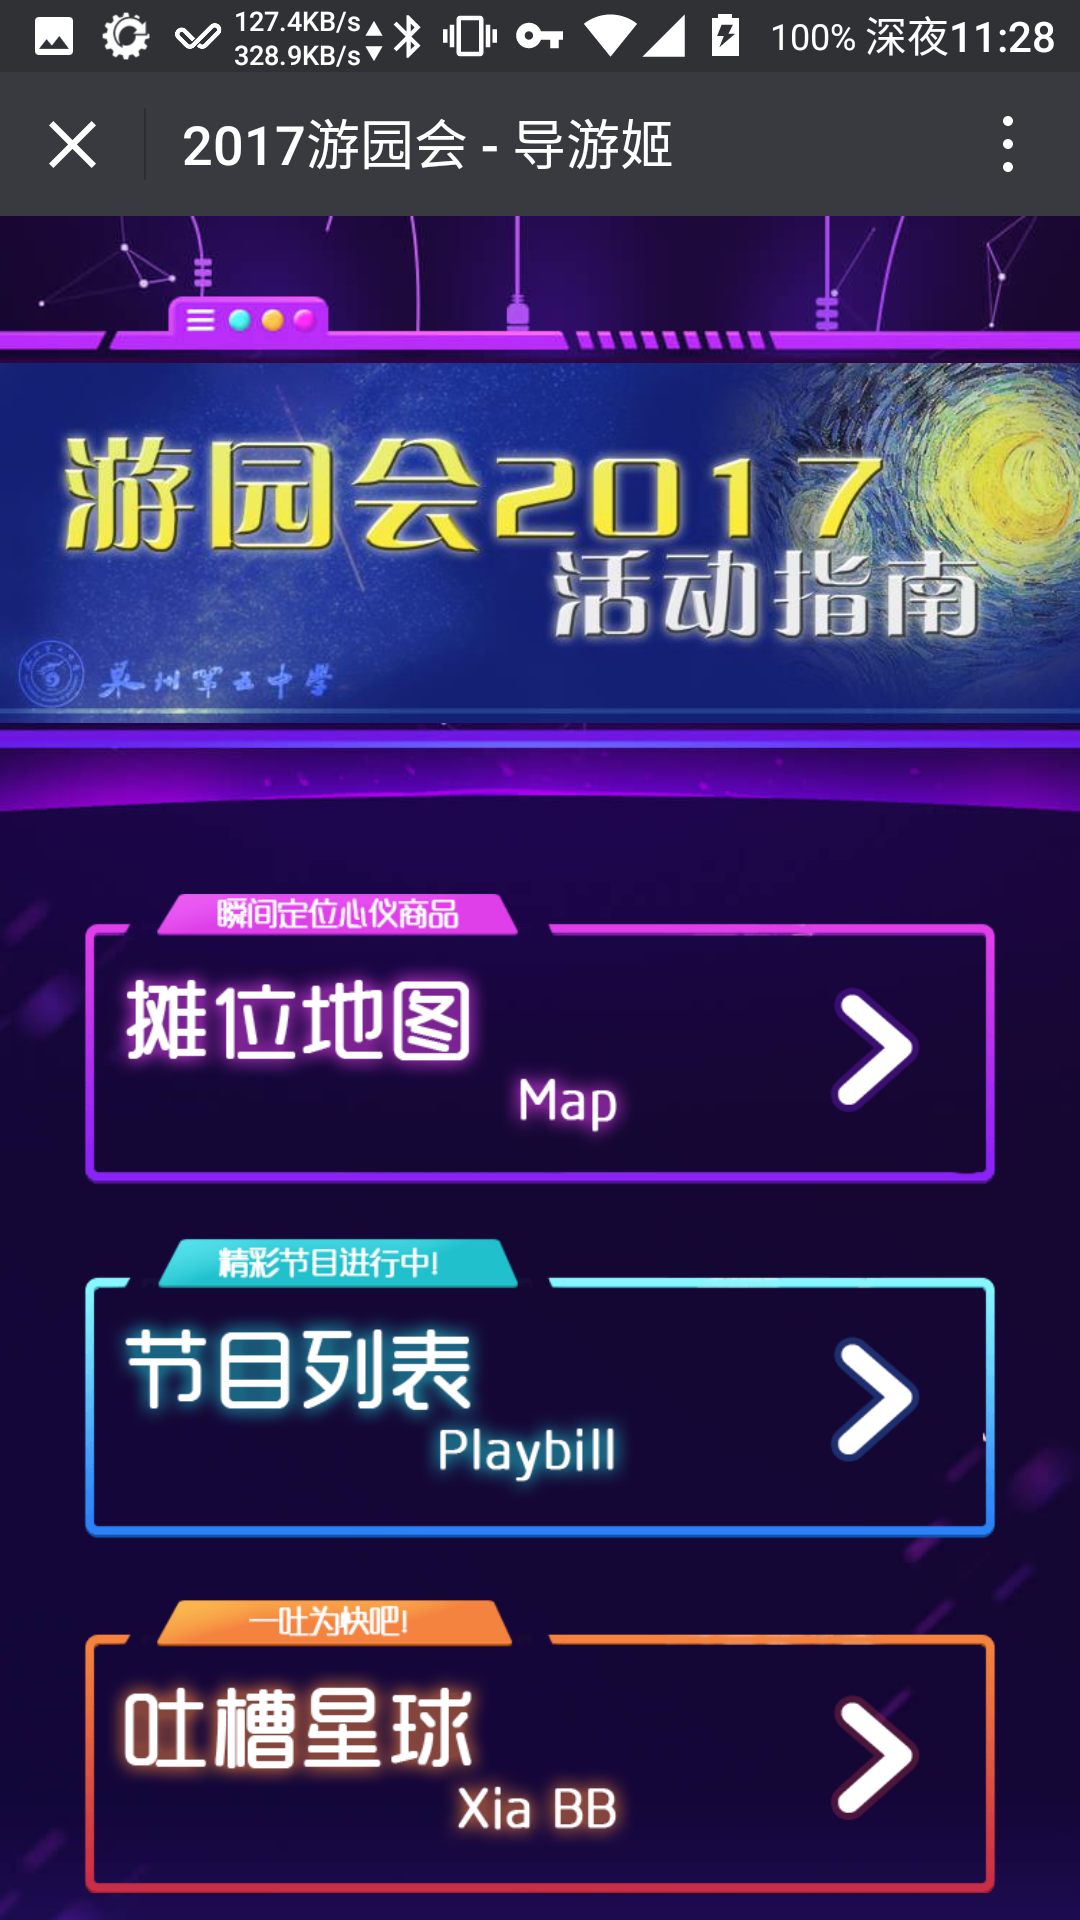 127.4KB/s
328.9KB/s
100% 深夜11:28
2017游园会 - 导游姬
游园会2017
活动指南
泉州第五中学
瞬间定位心仪商品
摊位地图
Map
精彩节目进行中!
节目列表
Playbill
一吐为快吧!
吐槽星球
Xia BB